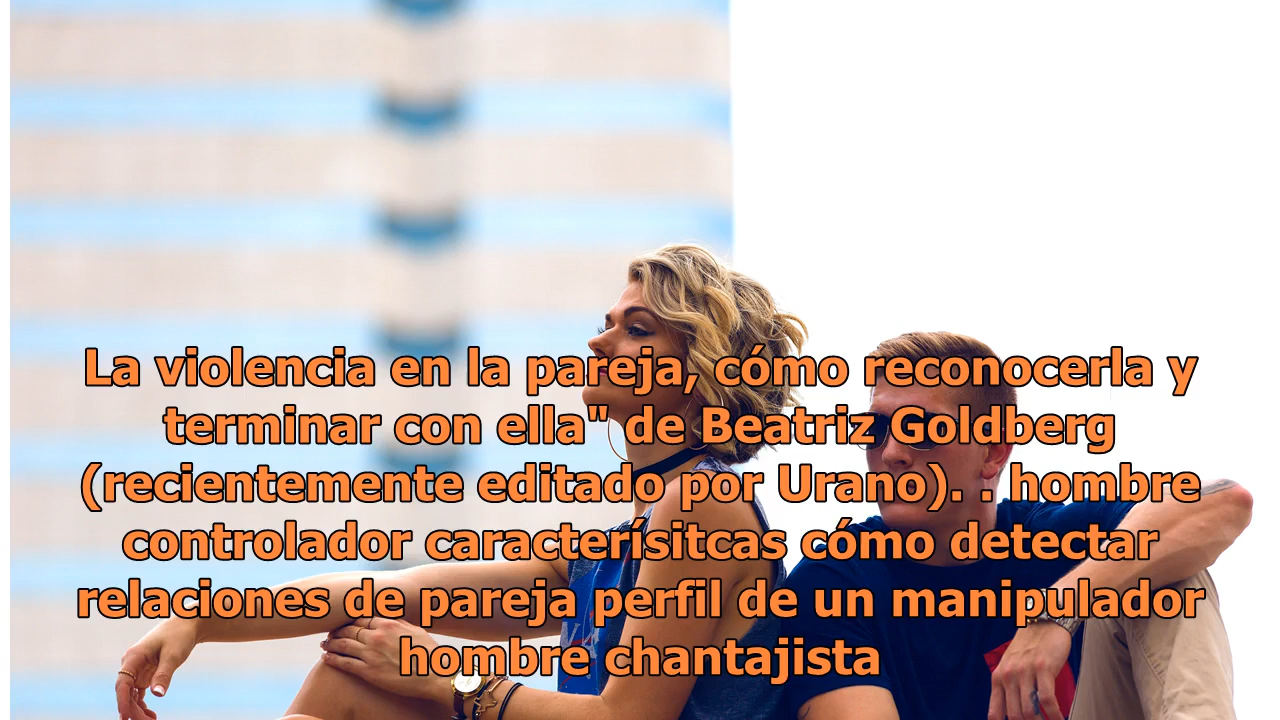 La violencia en la pareja, cómo reconocerla y
terminar con ella" de Beatriz Goldberg
(recientemente editado por Urano). . hombre
controlador caracterísitcas cómo detectar
relaciones de pareja perfil de un manipulador
hombre chantajista